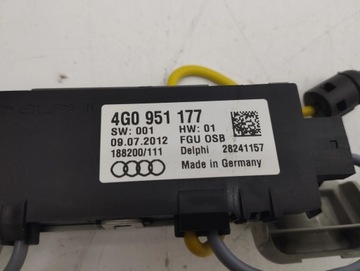 4G0 951 177
SW: 001 HW: 01
09.07.2012 FGU OSB
188200/111 Delphi 28241157
Made in Germany